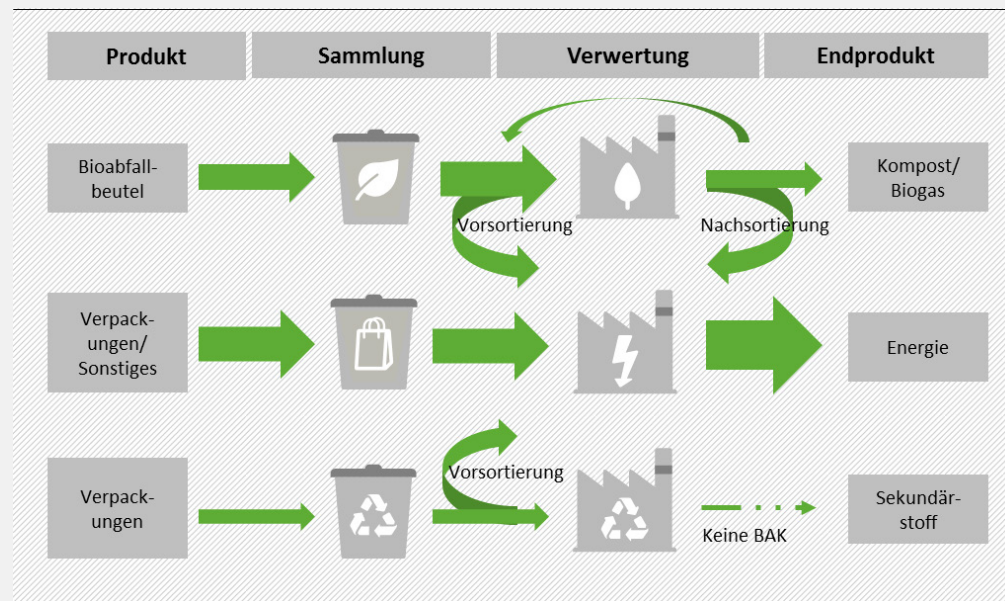 Produkt
Sammlung
Verwertung
Endprodukt
Bioabfall-
beutel
Vorsortierung
Nachsortierung
Kompost/
Biogas
Verpack-
ungen/
Sonstiges
Energie
Verpack-
ungen
Vorsortierung
Keine BAK
Sekundär-
stoff